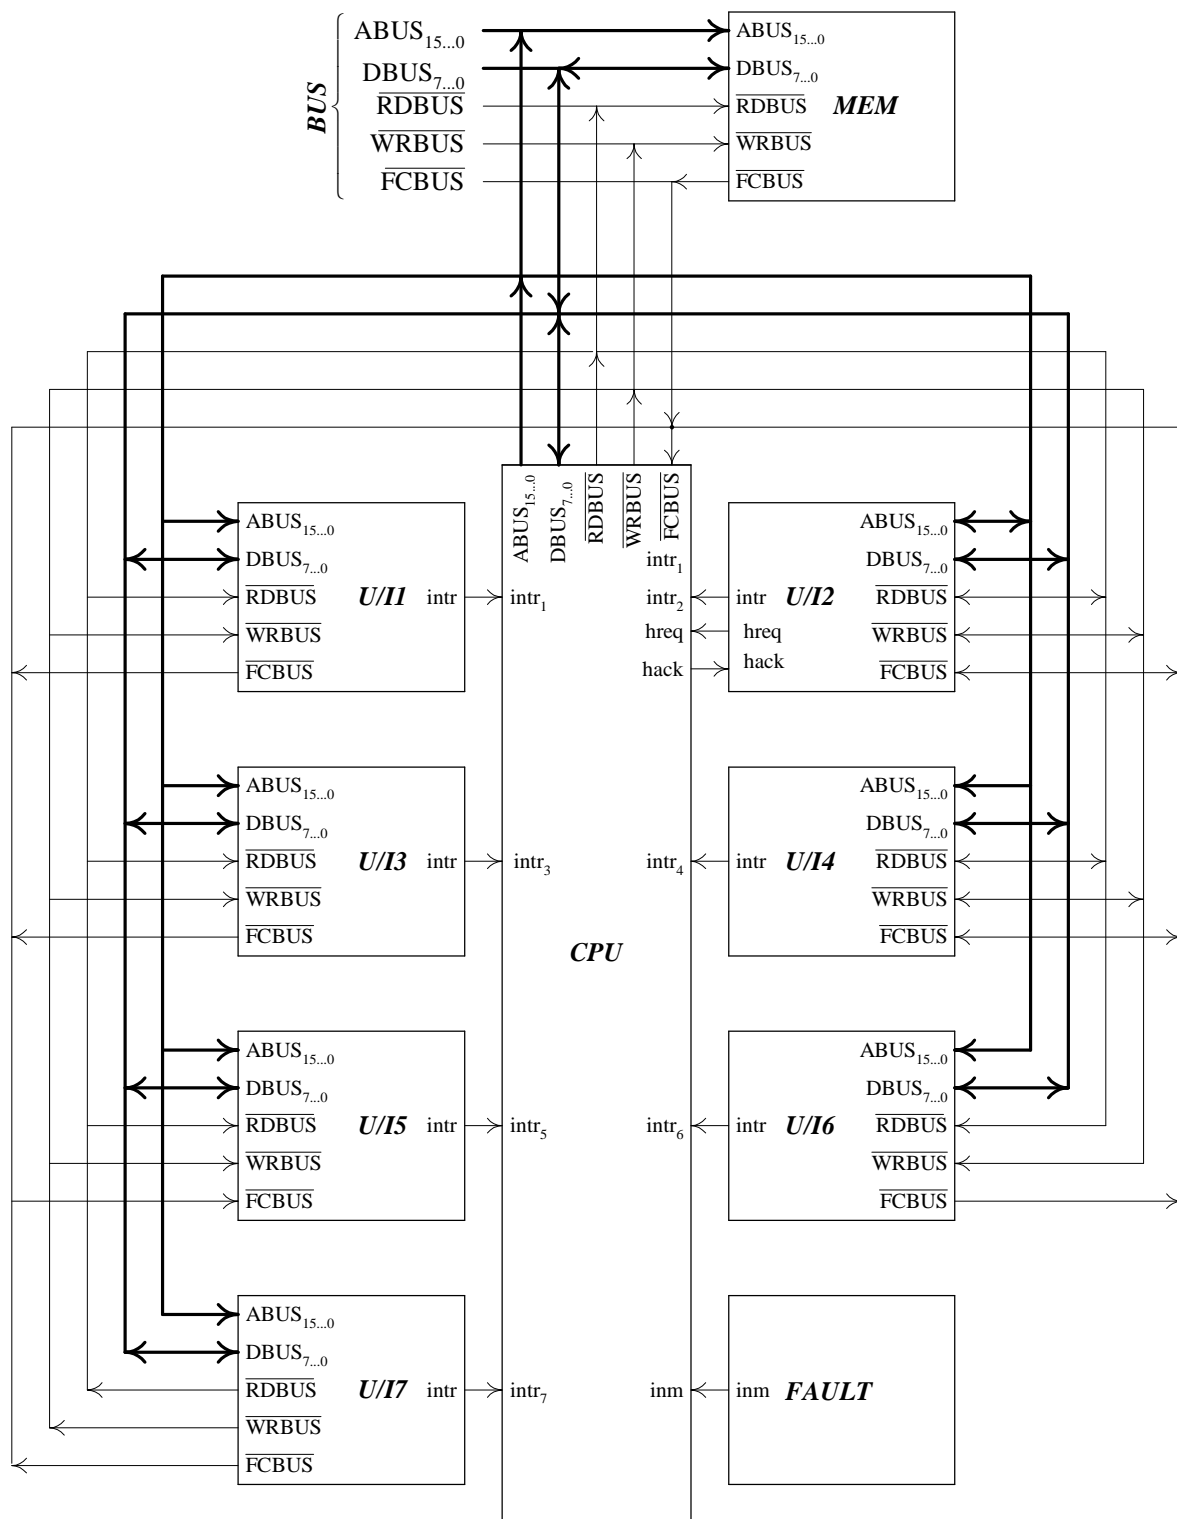 BUS
ABUS15...0
DBUS7...0
RDBUS
WRBUS
FCBUS
ABUS15...0
DBUS7...0
RDBUS MEM
WRBUS
FCBUS
ABUS15...0
DBUS7...0
RDBUS
WRBUS
FCBUS
CPU
intr1
intr1
intr2
hreq
hack
intr3
intr4
intr5
intr6
intr7
inm
ABUS15...0
DBUS7...0
RDBUS U/I1 intr
WRBUS
FCBUS
ABUS15...0
DBUS7...0
intr U/I2 RDBUS
hreq WRBUS
hack FCBUS
ABUS15...0
DBUS7...0
RDBUS U/I3 intr
WRBUS
FCBUS
ABUS15...0
DBUS7...0
intr U/I4 RDBUS
WRBUS
FCBUS
ABUS15...0
DBUS7...0
RDBUS U/I5 intr
WRBUS
FCBUS
ABUS15...0
DBUS7...0
intr U/I6 RDBUS
WRBUS
FCBUS
ABUS15...0
DBUS7...0
RDBUS U/I7 intr
WRBUS
FCBUS
inm FAULT